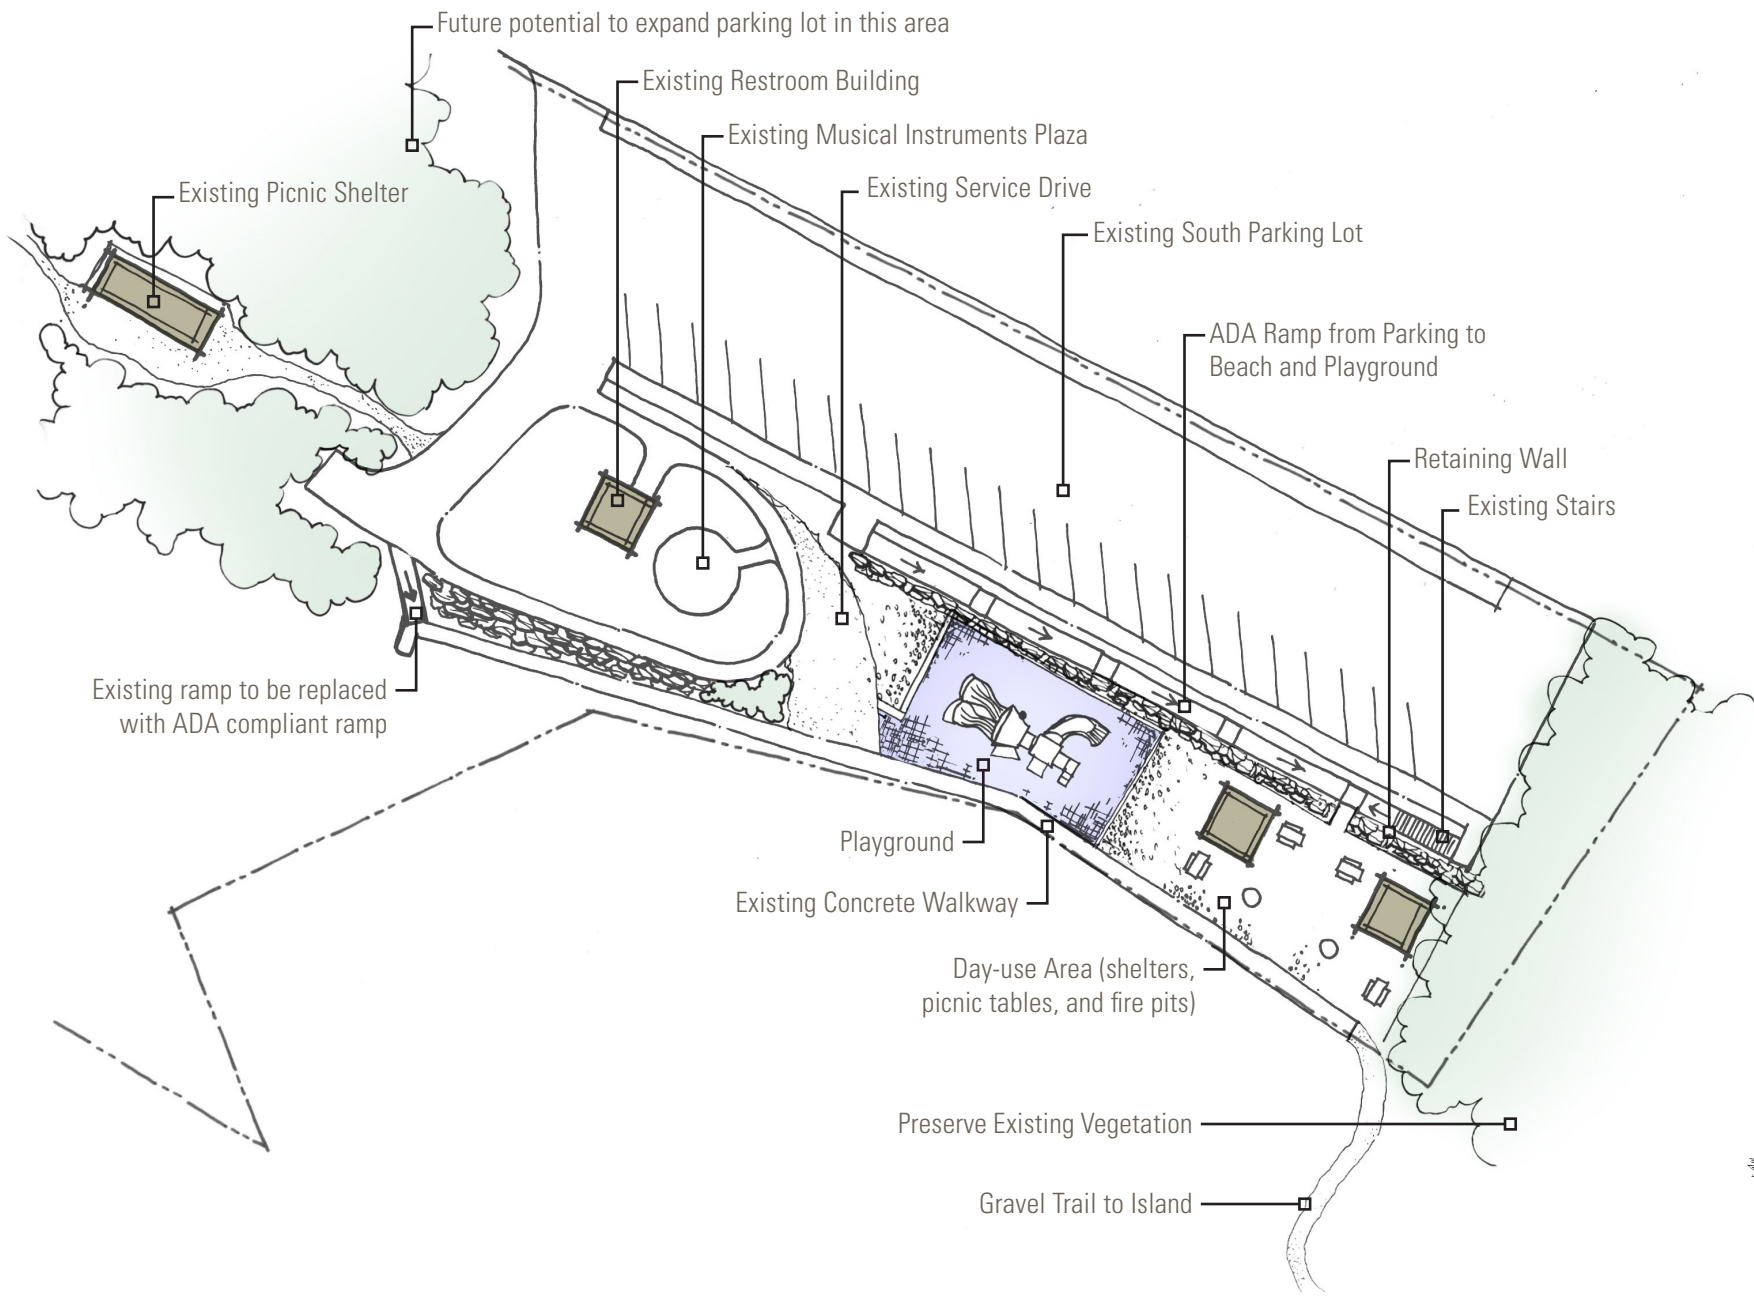 Future potential to expand parking lot in this area
Existing Restroom Building
Existing Musical Instruments Plaza
Existing Picnic Shelter
Existing Service Drive
Existing South Parking Lot
ADA Ramp from Parking to
Beach and Playground
Retaining Wall
Existing Stairs
Existing ramp to be replaced
with ADA compliant ramp
Playground
Existing Concrete Walkway
Day-use Area (shelters,
picnic tables, and fire pits)
Preserve Existing Vegetation
Gravel Trail to Island